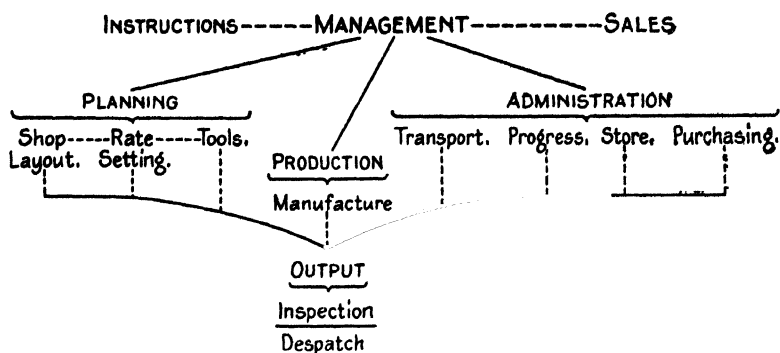 INSTRUCTIONS-----MANAGEMENT---------SALES
PLANNING
ADMINISTRATION
Shop----Rate----Tools.
Layout. Setting.
Transport. Progress. Store. Purchasing.
PRODUCTION
Manufacture
OUTPUT
Inspection
Despatch